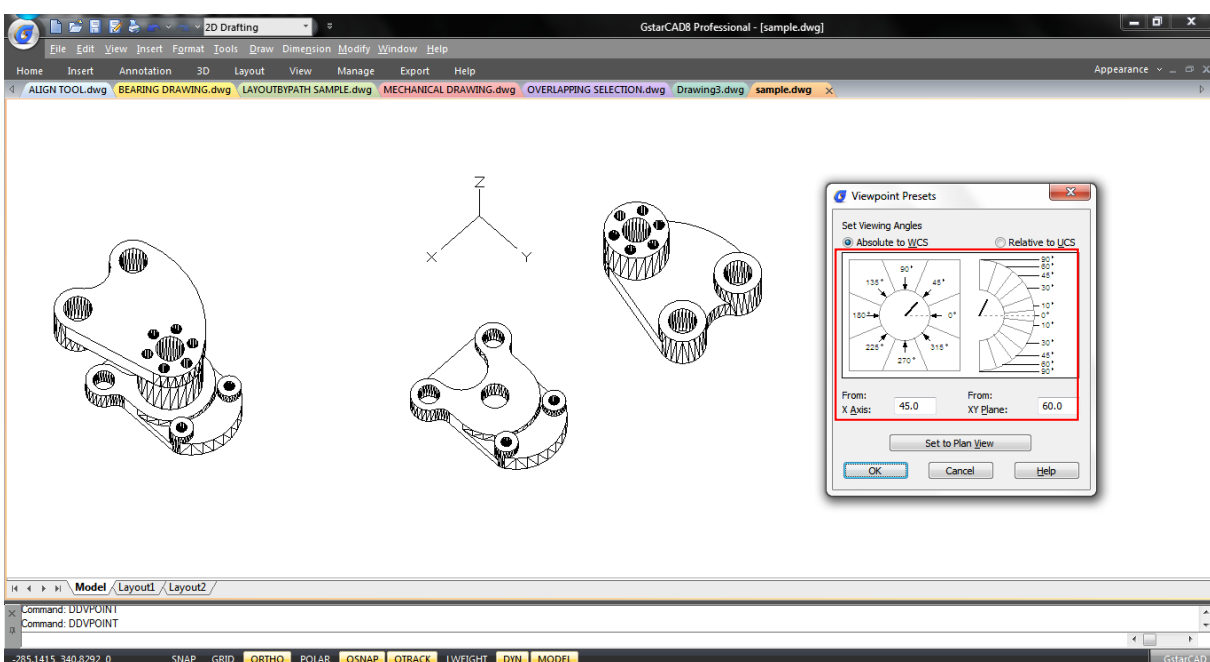 2D Drafting GstarCAD8 Professional - [sample.dwg]
File Edit View Insert Format Tools Draw Dimension Modify Window Help
Home Insert Annotation 3D Layout View Manage Export Help Appearance
ALIGN TOOL.dwg BEARING DRAWING.dwg LAYOUTBYPATH SAMPLE.dwg MECHANICAL DRAWING.dwg OVERLAPPING SELECTION.dwg Drawing3.dwg sample.dwg
Z
X
Y
Viewpoint Presets
Set Viewing Angles
Absolute to WCS Relative to UCS
90°
135° 45°
180° 0°
225° 315°
270°
90°
60°
45°
30°
10°
0°
10°
30°
45°
60°
90°
From: From:
X Axis: 45.0 XY Plane: 60.0
Set to Plan View
OK Cancel Help
Model Layout1 Layout2
Command: DDVPOINT
Command: DDVPOINT
-285.1415, 340.8292, 0 SNAP GRID ORTHO POLAR OSNAP OTRACK LWEIGHT DYN MODEL GstarCAD